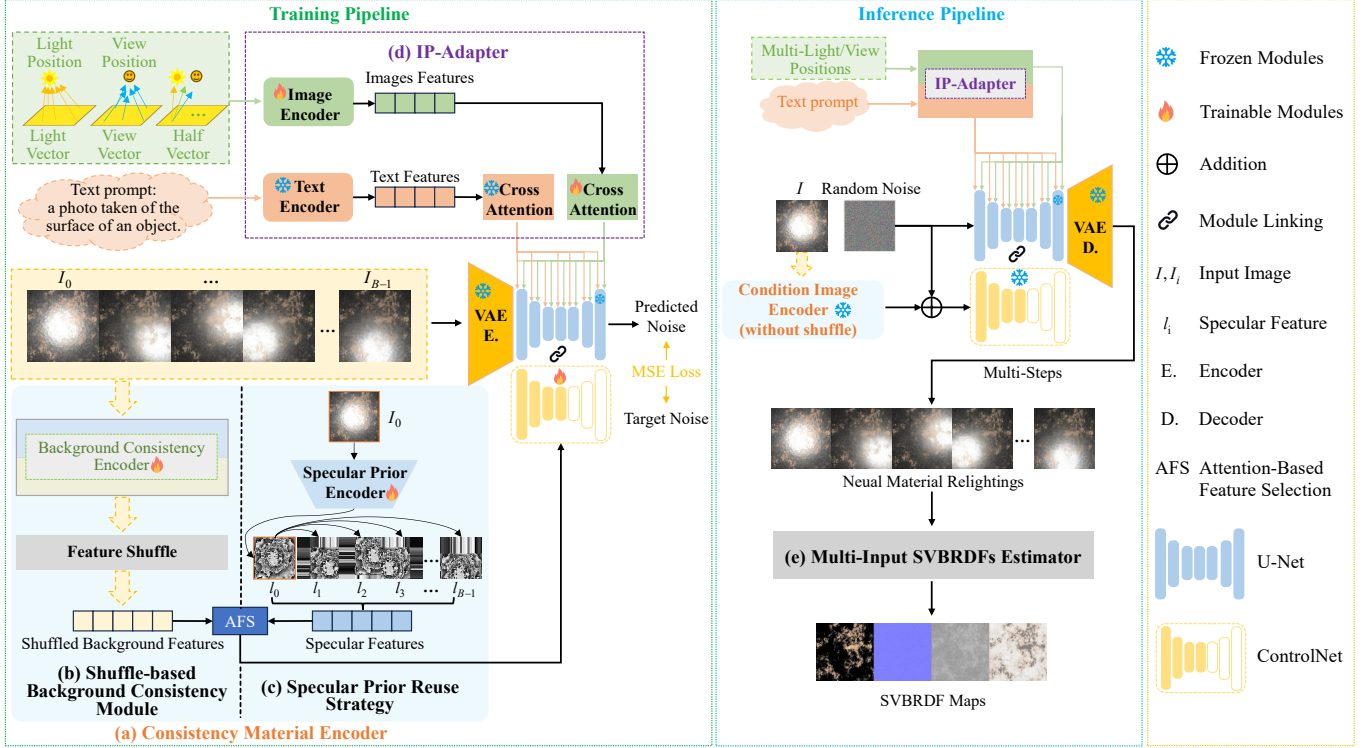 Training Pipeline
Light Position
View Position
Light Vector
View Vector
Half Vector
...
(d) IP-Adapter
Images Features
Image Encoder
Text prompt:
a photo taken of the
surface of an object.
Text Encoder
Text Features
Cross Attention
Cross Attention
I0
...
IB−1
...
VAE E.
Predicted Noise
MSE Loss
Target Noise
Background Consistency
Encoder
Feature Shuffle
Shuffled Background Features
(b) Shuffle-based
Background Consistency
Module
I0
Specular Prior
Encoder
l0
l1
l2
l3
...
lB−1
AFS
Specular Features
(c) Specular Prior Reuse
Strategy
(a) Consistency Material Encoder
Inference Pipeline
Multi-Light/View
Positions
Text prompt
IP-Adapter
I
Random Noise
VAE D.
Condition Image
Encoder
(without shuffle)
Multi-Steps
...
Neual Material Relightings
(e) Multi-Input SVBRDFs Estimator
SVBRDF Maps
Frozen Modules
Trainable Modules
Addition
Module Linking
I, Ii Input Image
li Specular Feature
E. Encoder
D. Decoder
AFS Attention-Based
Feature Selection
U-Net
ControlNet